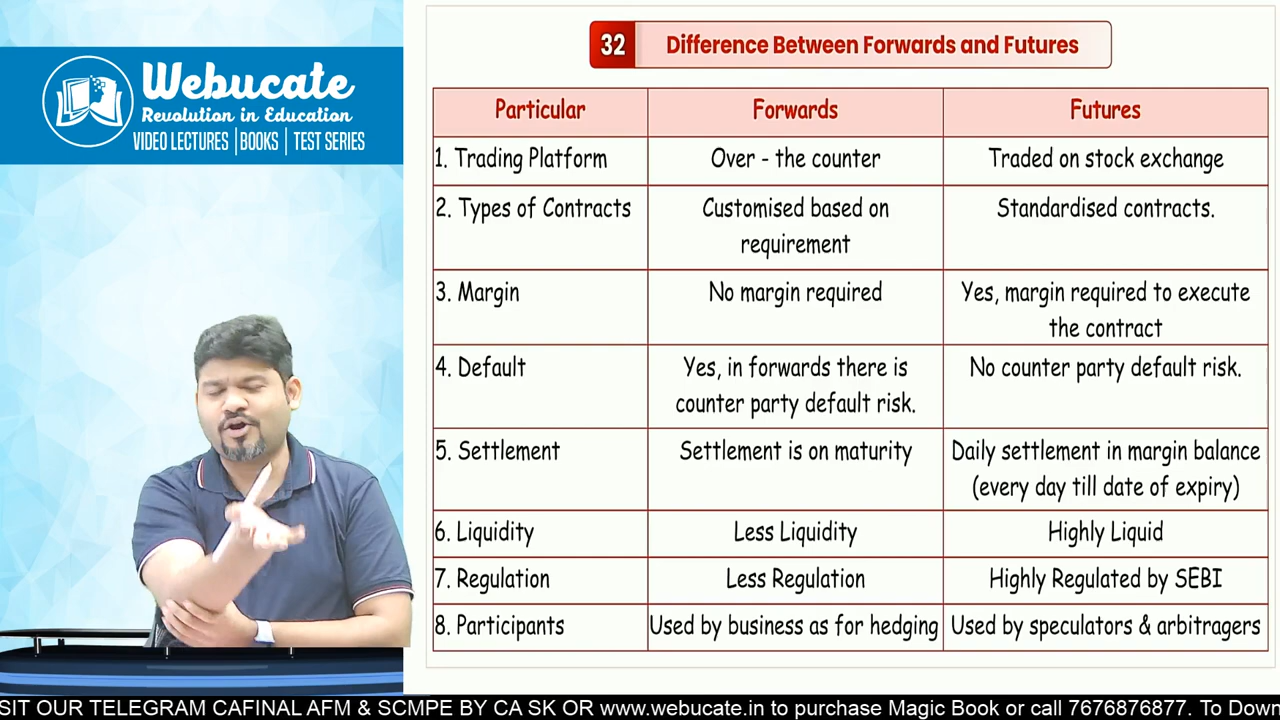 Webucate
Revolution in Education
VIDEO LECTURES | BOOKS | TEST SERIES
32 Difference Between Forwards and Futures
Particular Forwards Futures
1. Trading Platform Over - the counter Traded on stock exchange
2. Types of Contracts Customised based on Standardised contracts.
requirement
3. Margin No margin required Yes, margin required to execute
the contract
4. Default Yes, in forwards there is No counter party default risk.
counter party default risk.
5. Settlement Settlement is on maturity Daily settlement in margin balance
(every day till date of expiry)
6. Liquidity Less Liquidity Highly Liquid
7. Regulation Less Regulation Highly Regulated by SEBI
8. Participants Used by business as for hedging Used by speculators & arbitragers
SIT OUR TELEGRAM CAFINAL AFM & SCMPE BY CA SK OR www.webucate.in to purchase Magic Book or call 7676876877. To Down